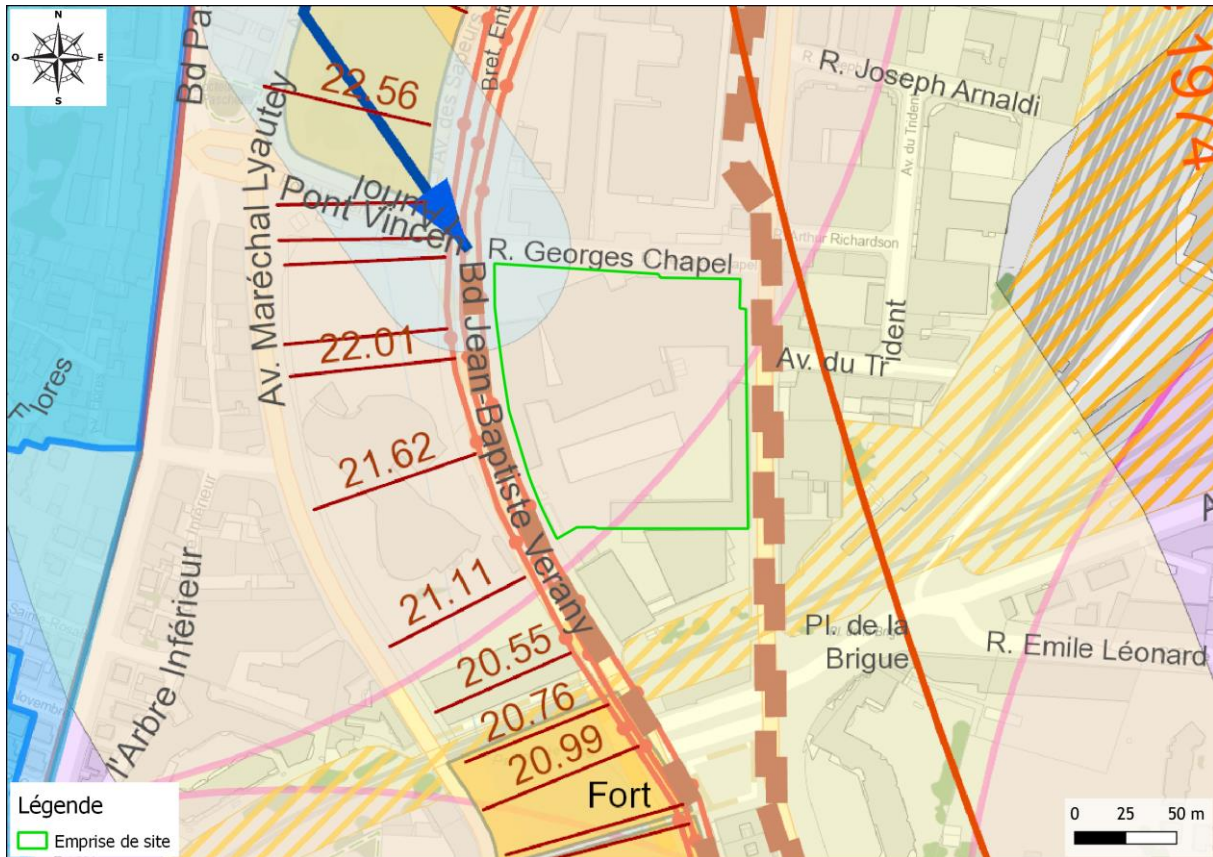 N
O
E
S
Bd Pa
Av. des Sapeurs
Bret. Ent
R. Joseph Arnaldi
1974
22.56
Av. du Trident
Av. Maréchal Lyautey
Pont Vincen
R. Georges Chapel
R. Arthur Richardson
Bd Jean-Baptiste Verany
22.01
Av. du Trident
Flores
21.62
Inférieur
21.11
l'Arbre Inférieur
20.55
Pl. de la
Brigue
R. Emile Léonard
20.76
20.99
Fort
A
Légende
Emprise de site
0 25 50 m